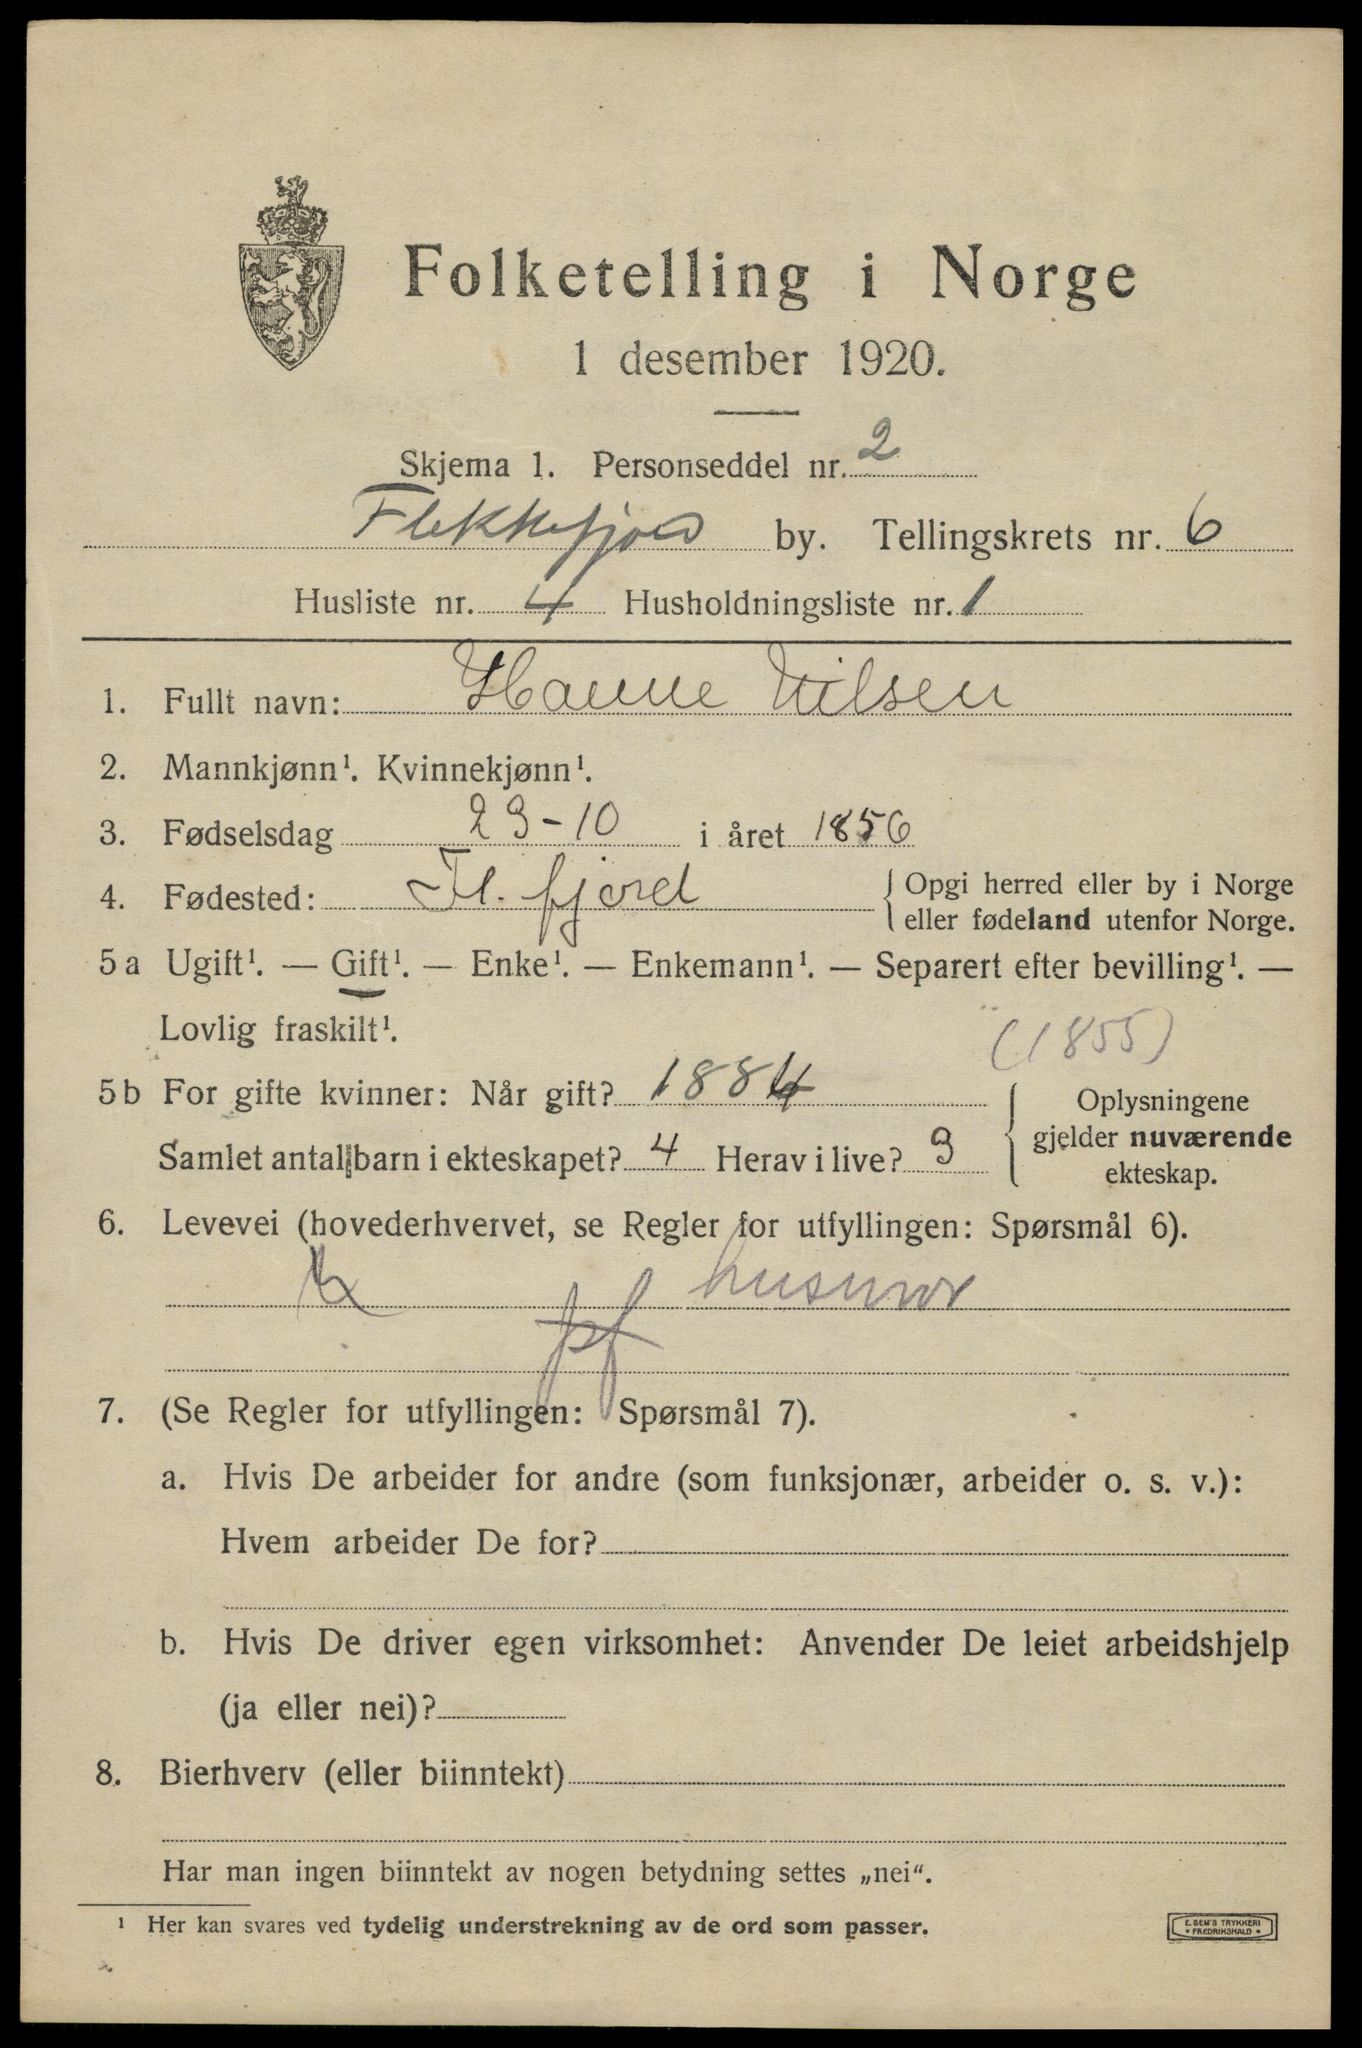 Folketelling i Norge
1 desember 1920.
Skjema 1. Personseddel nr. 2
Flekkefjord by. Tellingskrets nr. 6
Husliste nr. 4 Husholdningsliste nr. 1
1. Fullt navn: Hanne Nilsen
2. Mannkjønn¹. Kvinnekjønn¹.
3. Fødselsdag 23-10 i året 1856
4. Fødested: Fl. fjord { Opgi herred eller by i Norge
eller fødeland utenfor Norge.
5a Ugift¹. — Gift¹. — Enke¹. — Enkemann¹. — Separert efter bevilling¹. —
Lovlig fraskilt¹.
(1855)
5b For gifte kvinner: Når gift? 1884
Samlet antal barn i ekteskapet? 4 Herav i live? 3
Oplysningene
gjelder nuværende
ekteskap.
6. Levevei (hovederhvervet, se Regler for utfyllingen: Spørsmål 6).
husmor
pf
7. (Se Regler for utfyllingen: Spørsmål 7).
a. Hvis De arbeider for andre (som funksjonær, arbeider o. s. v.):
Hvem arbeider De for?
b. Hvis De driver egen virksomhet: Anvender De leiet arbeidshjelp
(ja eller nei)?
8. Bierhverv (eller biinntekt)
Har man ingen biinntekt av nogen betydning settes „nei“.
¹ Her kan svares ved tydelig understrekning av de ord som passer.
E. SEM'S TRYKKERI
* FREDRIKSHALD *